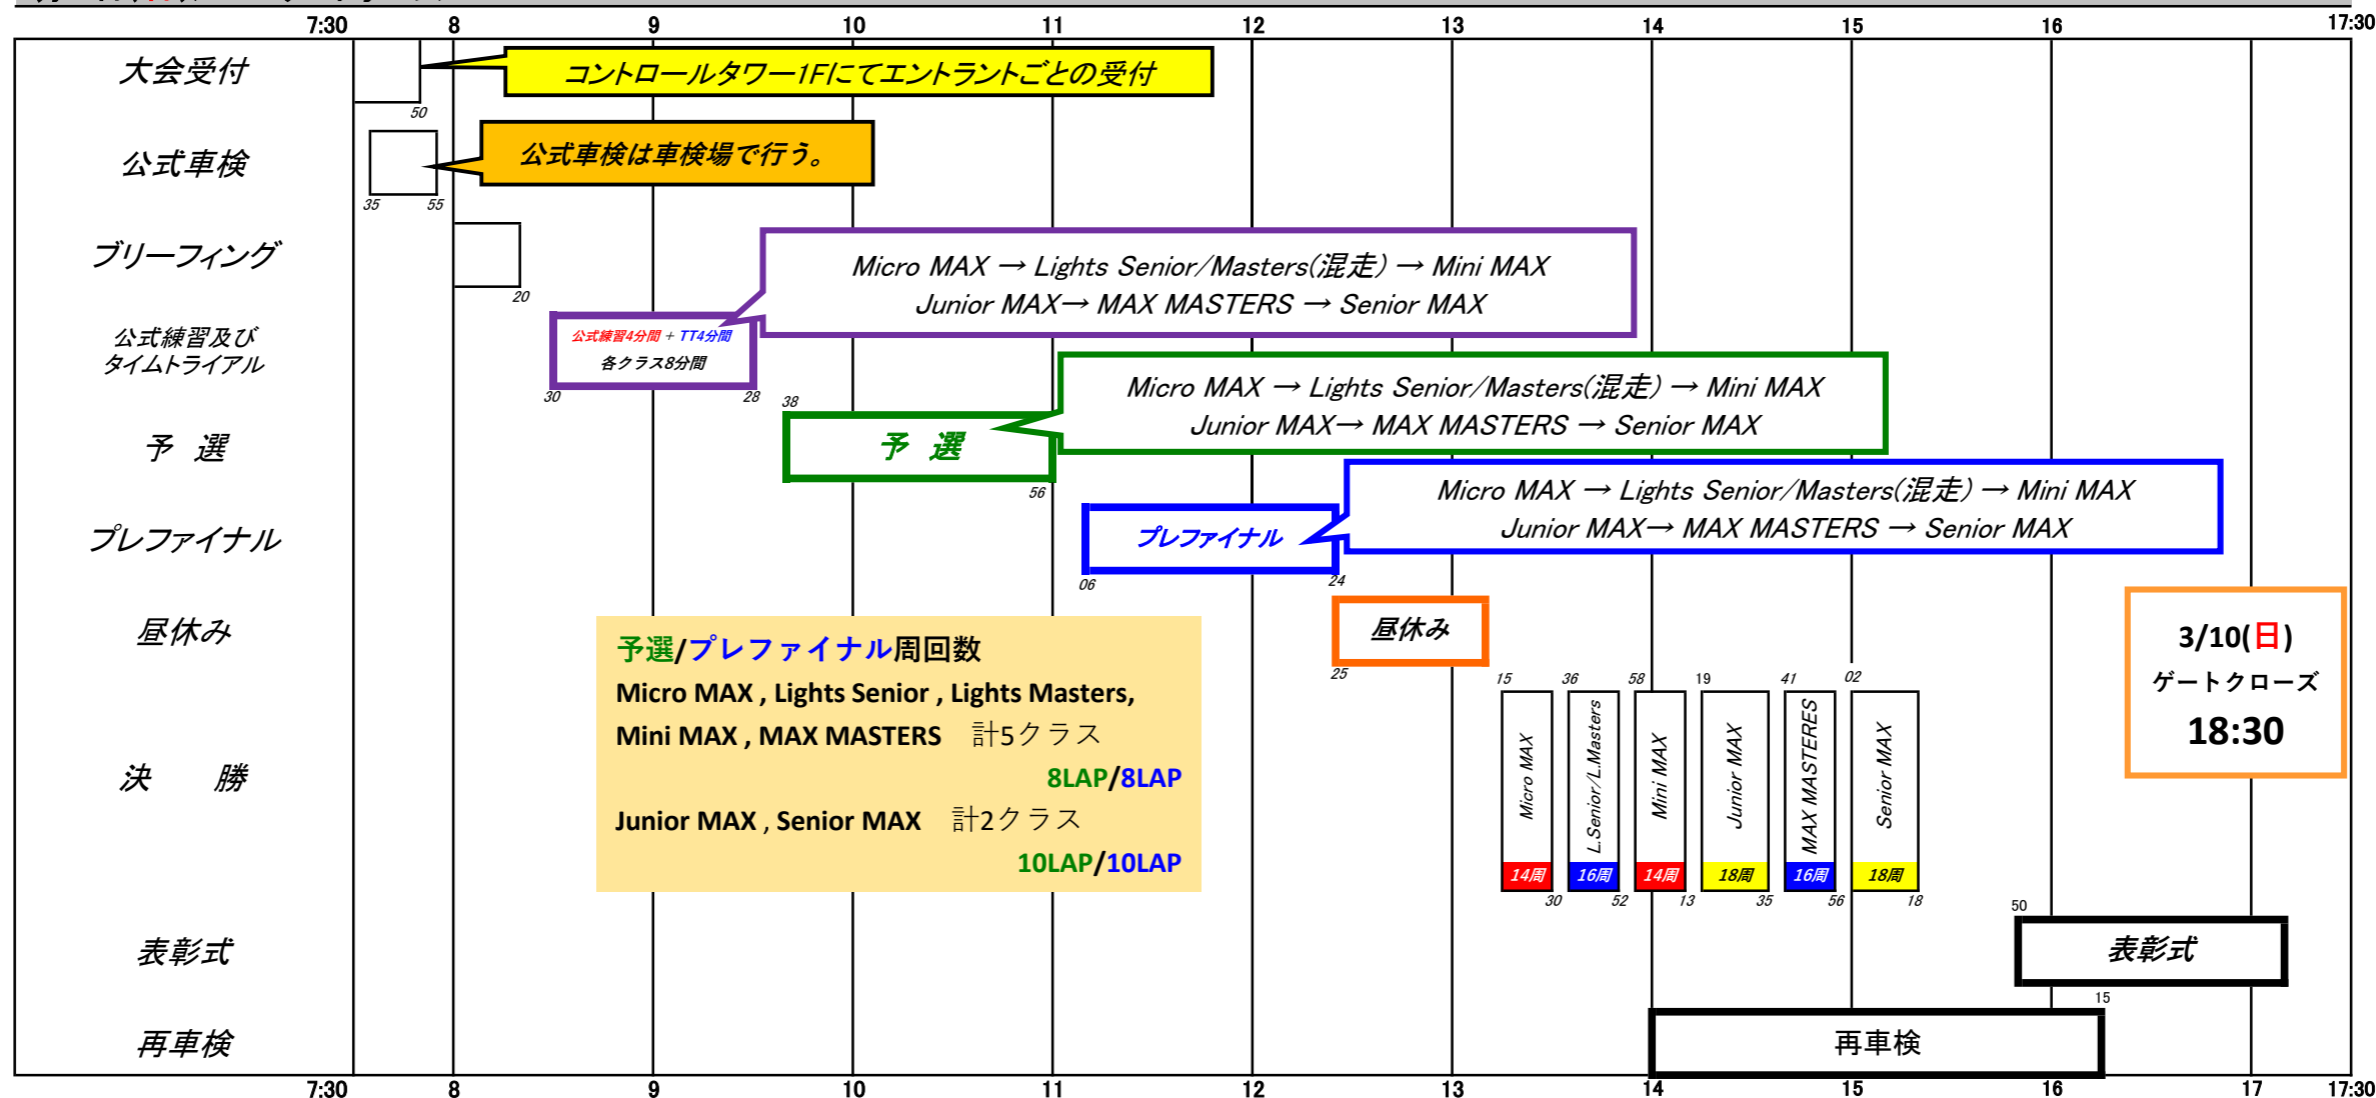 7:30 8 9 10 11 12 13 14 15 16 17:30
大会受付
コントロールタワー1Fにてエントラントごとの受付
50
公式車検
公式車検は車検場で行う。
35 55
ブリーフィング
20
Micro MAX → Lights Senior/Masters(混走) → Mini MAX
Junior MAX→ MAX MASTERS → Senior MAX
公式練習及び
タイムトライアル
公式練習4分間 + TT4分間
各クラス8分間
30 28
Micro MAX → Lights Senior/Masters(混走) → Mini MAX
Junior MAX→ MAX MASTERS → Senior MAX
予 選
38
予 選
56
Micro MAX → Lights Senior/Masters(混走) → Mini MAX
Junior MAX→ MAX MASTERS → Senior MAX
プレファイナル
プレファイナル
06 24
昼休み
昼休み
25
予選/プレファイナル周回数
Micro MAX , Lights Senior , Lights Masters,
Mini MAX , MAX MASTERS 計5クラス
8LAP/8LAP
Junior MAX , Senior MAX 計2クラス
10LAP/10LAP
3/10(日)
ゲートクローズ
18:30
決 勝
15 36 58 19 41 02
Micro MAX
L.Senior/L.Masters
Mini MAX
Junior MAX
MAX MASTERES
Senior MAX
14周 16周 14周 18周 16周 18周
30 52 13 35 56 18
表彰式
50
表彰式
再車検
15
再車検
7:30 8 9 10 11 12 13 14 15 16 17 17:30